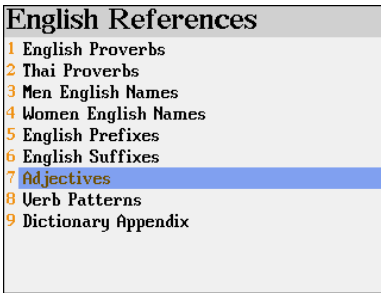 English References
1 English Proverbs
2 Thai Proverbs
3 Men English Names
4 Women English Names
5 English Prefixes
6 English Suffixes
7 Adjectives
8 Verb Patterns
9 Dictionary Appendix